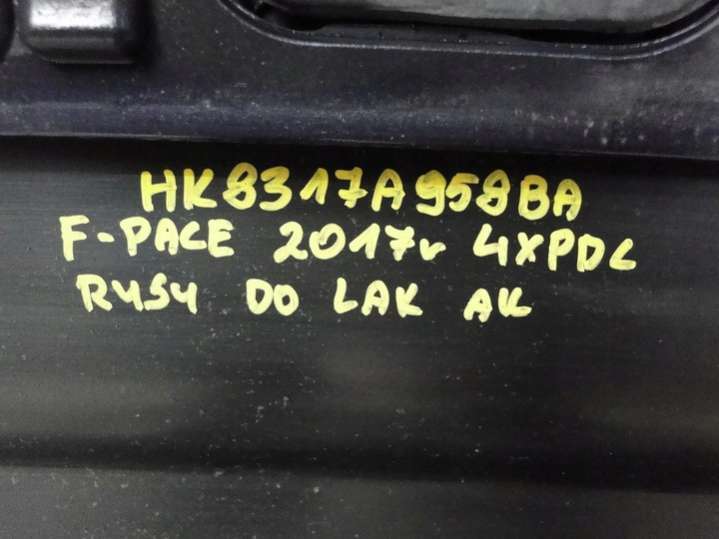 HK8317A958BA
F-PACE 2017r 4XPDC
RYSY DO LAK AK